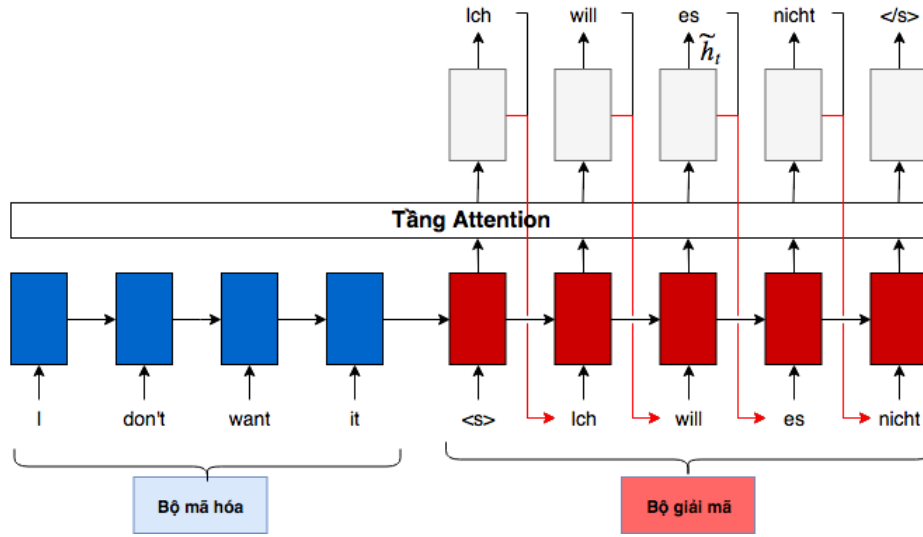 Ich will es nicht </s>
h̃ₜ
Tầng Attention
I don't want it <s> Ich will es nicht
Bộ mã hóa Bộ giải mã